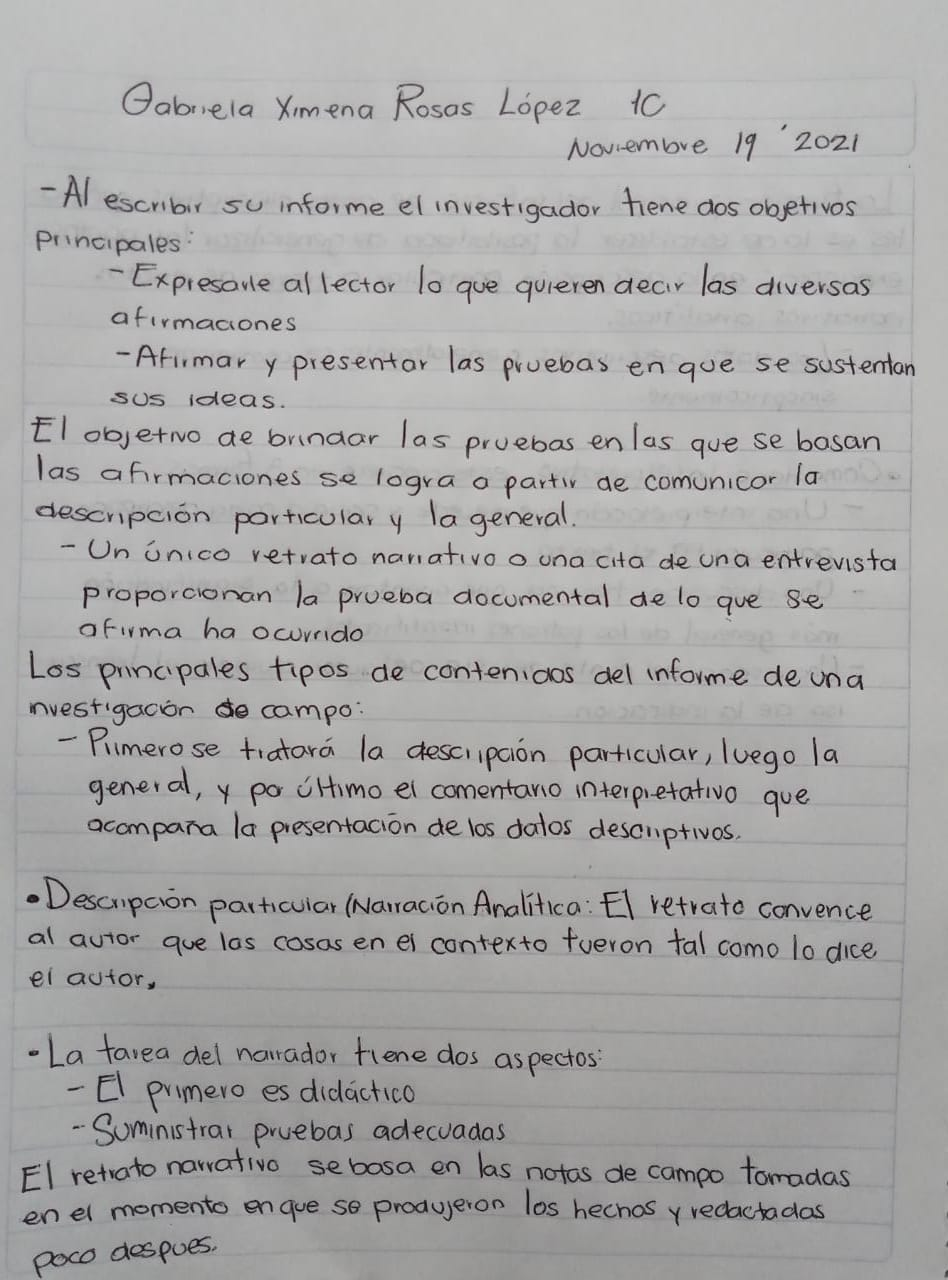 Gabriela Ximena Rosas López 1C
Noviembre 19 '2021
- Al escribir su informe el investigador tiene dos objetivos
principales:
- Expresarle al lector lo que quieren decir las diversas
afirmaciones
- Afirmar y presentar las pruebas en que se sustentan
sus ideas.
El objetivo de brindar las pruebas en las que se basan
las afirmaciones se logra a partir de comunicar la
descripción particular y la general.
- Un único retrato narrativo o una cita de una entrevista
proporcionan la prueba documental de lo que se
afirma ha ocurrido
Los principales tipos de contenidos del informe de una
investigación de campo:
- Primero se tratará la descripción particular, luego la
general, y por último el comentario interpretativo que
acompaña la presentación de los datos descriptivos.
• Descripción particular (Narración Analítica: El retrato convence
al autor que las cosas en el contexto fueron tal como lo dice
el autor.
• La tarea del narrador tiene dos aspectos:
- El primero es didáctico
- Suministrar pruebas adecuadas
El retrato narrativo se basa en las notas de campo tomadas
en el momento en que se produjeron los hechos y redactadas
poco despues.